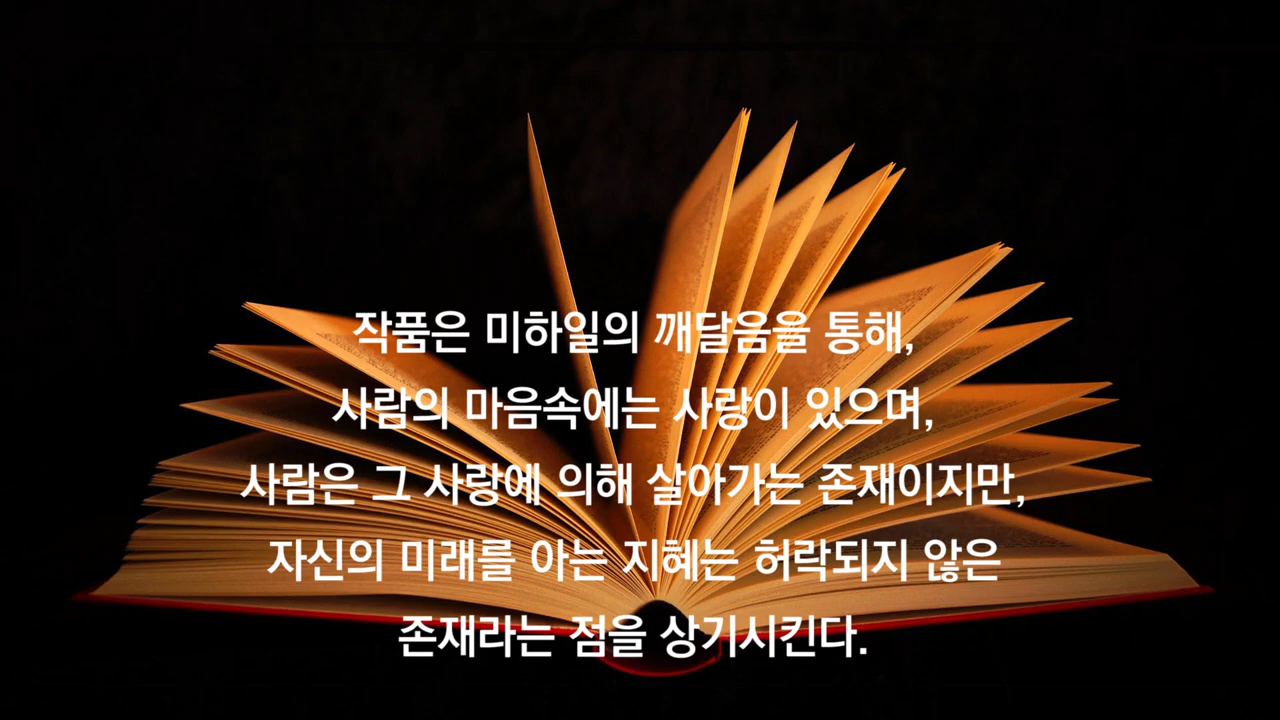 작품은 미하일의 깨달음을 통해,
사람의 마음속에는 사랑이 있으며,
사람은 그 사랑에 의해 살아가는 존재이지만,
자신의 미래를 아는 지혜는 허락되지 않은
존재라는 점을 상기시킨다.